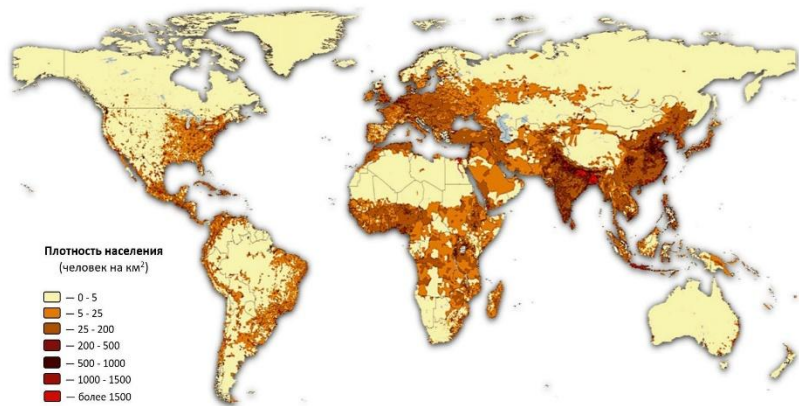 Плотность населения
(человек на км²)
— 0 - 5
— 5 - 25
— 25 - 200
— 200 - 500
— 500 - 1000
— 1000 - 1500
— более 1500